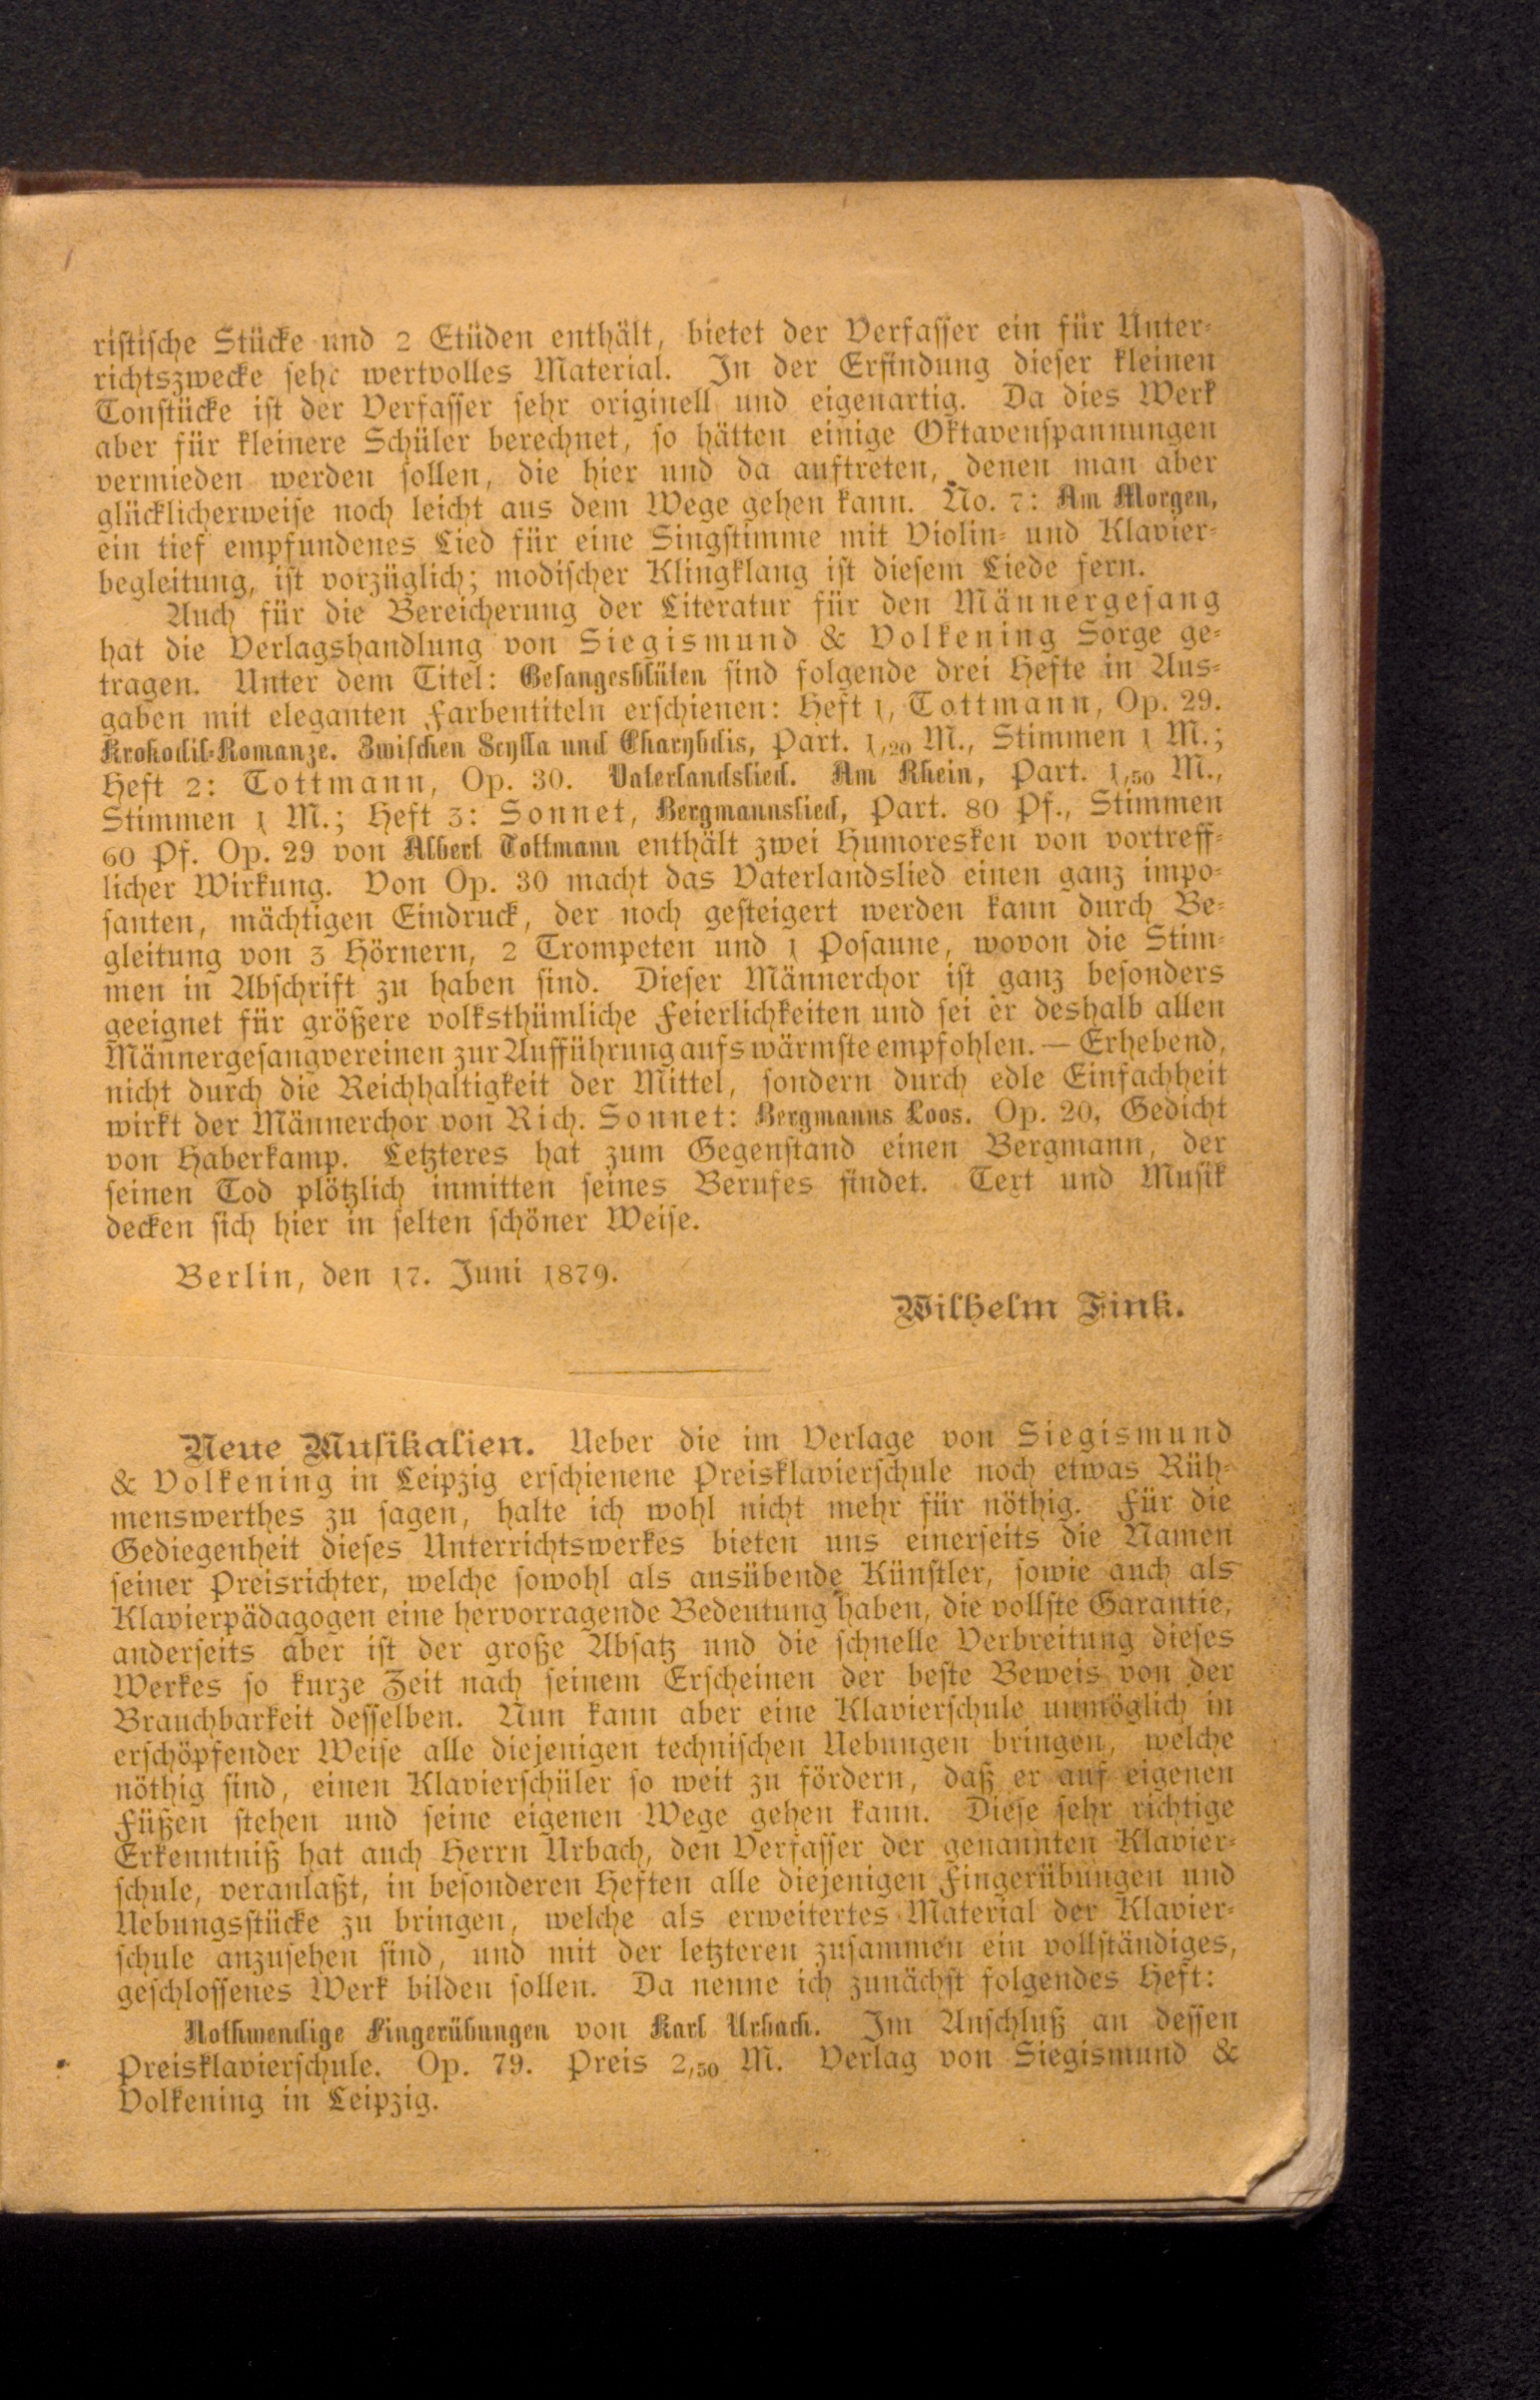 ristische Stücke und 2 Etüden enthält, bietet der Verfasser ein für Unter-
richtszwecke sehr wertvolles Material. In der Erfindung dieser kleinen
Tonstücke ist der Verfasser sehr originell und eigenartig. Da dies Werk
aber für kleinere Schüler berechnet, so hätten einige Oktavenspannungen
vermieden werden sollen, die hier und da auftreten, denen man aber
glücklicherweise noch leicht aus dem Wege gehen kann. No. 7: Am Morgen,
ein tief empfundenes Lied für eine Singstimme mit Violin- und Klavier-
begleitung, ist vorzüglich; modischer Klingklang ist diesem Liede fern.
Auch für die Bereicherung der Literatur für den Männergesang
hat die Verlagshandlung von Siegismund & Volkening Sorge ge-
tragen. Unter dem Titel: Gesangesblüten sind folgende drei Hefte in Aus-
gaben mit eleganten Farbentiteln erschienen: Heft 1, Tottmann, Op. 29.
Krokodil-Romanze. Zwischen Scylla und Charybdis, Part. 1,20 M., Stimmen 1 M.;
Heft 2: Tottmann, Op. 30. Vaterlandslied. Am Rhein, Part. 1,50 M.,
Stimmen 1 M.; Heft 3: Sonnet, Bergmannslied, Part. 80 Pf., Stimmen
60 Pf. Op. 29 von Albert Tottmann enthält zwei Humoresken von vortreff-
licher Wirkung. Von Op. 30 macht das Vaterlandslied einen ganz impo-
santen, mächtigen Eindruck, der noch gesteigert werden kann durch Be-
gleitung von 3 Hörnern, 2 Trompeten und 1 Posaune, wovon die Stim-
men in Abschrift zu haben sind. Dieser Männerchor ist ganz besonders
geeignet für größere volksthümliche Feierlichkeiten und sei er deshalb allen
Männergesangvereinen zur Aufführung aufs wärmste empfohlen. — Erhebend,
nicht durch die Reichhaltigkeit der Mittel, sondern durch edle Einfachheit
wirkt der Männerchor von Rich. Sonnet: Bergmanns Loos. Op. 20, Gedicht
von Haberkamp. Letzteres hat zum Gegenstand einen Bergmann, der
seinen Tod plötzlich inmitten seines Berufes findet. Text und Musik
decken sich hier in selten schöner Weise.
Berlin, den 17. Juni 1879.
Wilhelm Fink.
Neue Musikalien. Ueber die im Verlage von Siegismund
& Volkening in Leipzig erschienene Preisklavierschule noch etwas Rüh-
menswerthes zu sagen, halte ich wohl nicht mehr für nöthig. Für die
Gediegenheit dieses Unterrichtswerkes bieten uns einerseits die Namen
seiner Preisrichter, welche sowohl als ausübende Künstler, sowie auch als
Klavierpädagogen eine hervorragende Bedeutung haben, die vollste Garantie,
anderseits aber ist der große Absatz und die schnelle Verbreitung dieses
Werkes so kurze Zeit nach seinem Erscheinen der beste Beweis von der
Brauchbarkeit desselben. Nun kann aber eine Klavierschule unmöglich in
erschöpfender Weise alle diejenigen technischen Uebungen bringen, welche
nöthig sind, einen Klavierschüler so weit zu fördern, daß er auf eigenen
Füßen stehen und seine eigenen Wege gehen kann. Diese sehr richtige
Erkenntniß hat auch Herrn Urbach, den Verfasser der genannten Klavier-
schule, veranlaßt, in besonderen Heften alle diejenigen Fingerübungen und
Uebungsstücke zu bringen, welche als erweitertes Material der Klavier-
schule anzusehen sind, und mit der letzteren zusammen ein vollständiges,
geschlossenes Werk bilden sollen. Da nenne ich zunächst folgendes Heft:
Nothwendige Fingerübungen von Karl Urbach. Im Anschluß an dessen
Preisklavierschule. Op. 79. Preis 2,50 M. Verlag von Siegismund &
Volkening in Leipzig.